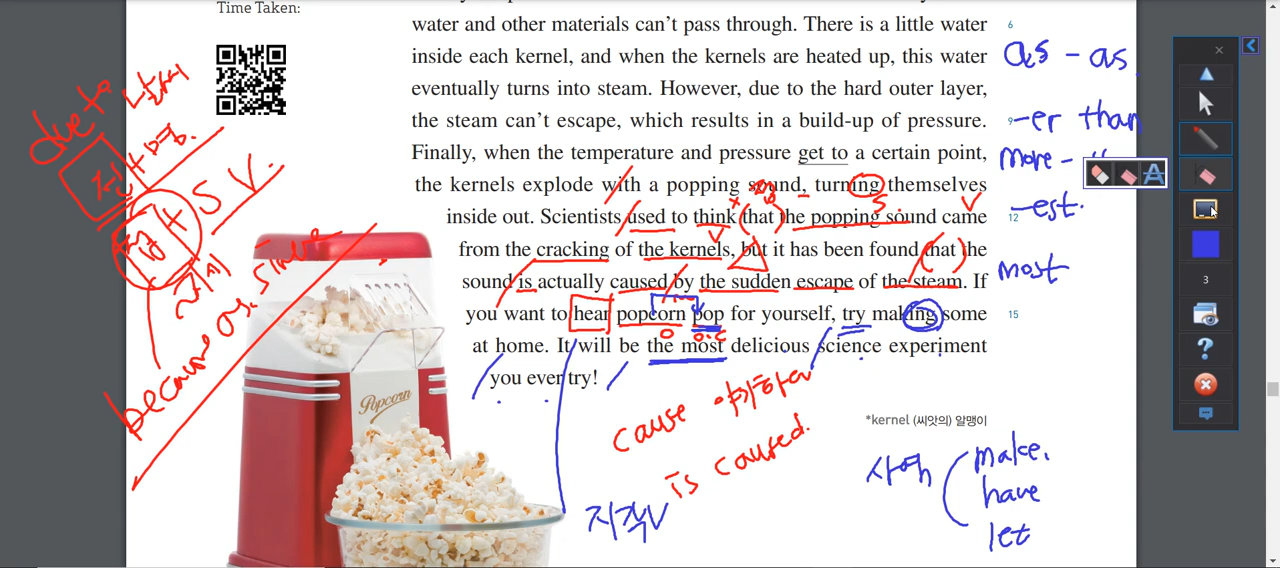 Time Taken:
water and other materials can't pass through. There is a little water
6
inside each kernel, and when the kernels are heated up, this water
eventually turns into steam. However, due to the hard outer layer,
the steam can't escape, which results in a build-up of pressure.
9
Finally, when the temperature and pressure get to a certain point,
the kernels explode with a popping sound, turning themselves
inside out. Scientists used to think that the popping sound came
12
from the cracking of the kernels, but it has been found that the
sound is actually caused by the sudden escape of the steam. If
you want to hear popcorn pop for yourself, try making some
15
at home. It will be the most delicious science experiment
you ever try!
*kernel (씨앗의) 알맹이
Popcorn
as - as
-er than
more -
-est.
most
due to
S V.
because as. since
S
V
V
O
O.C
cause 야기하다
is caused.
지각V
사역
make.
have
let
3